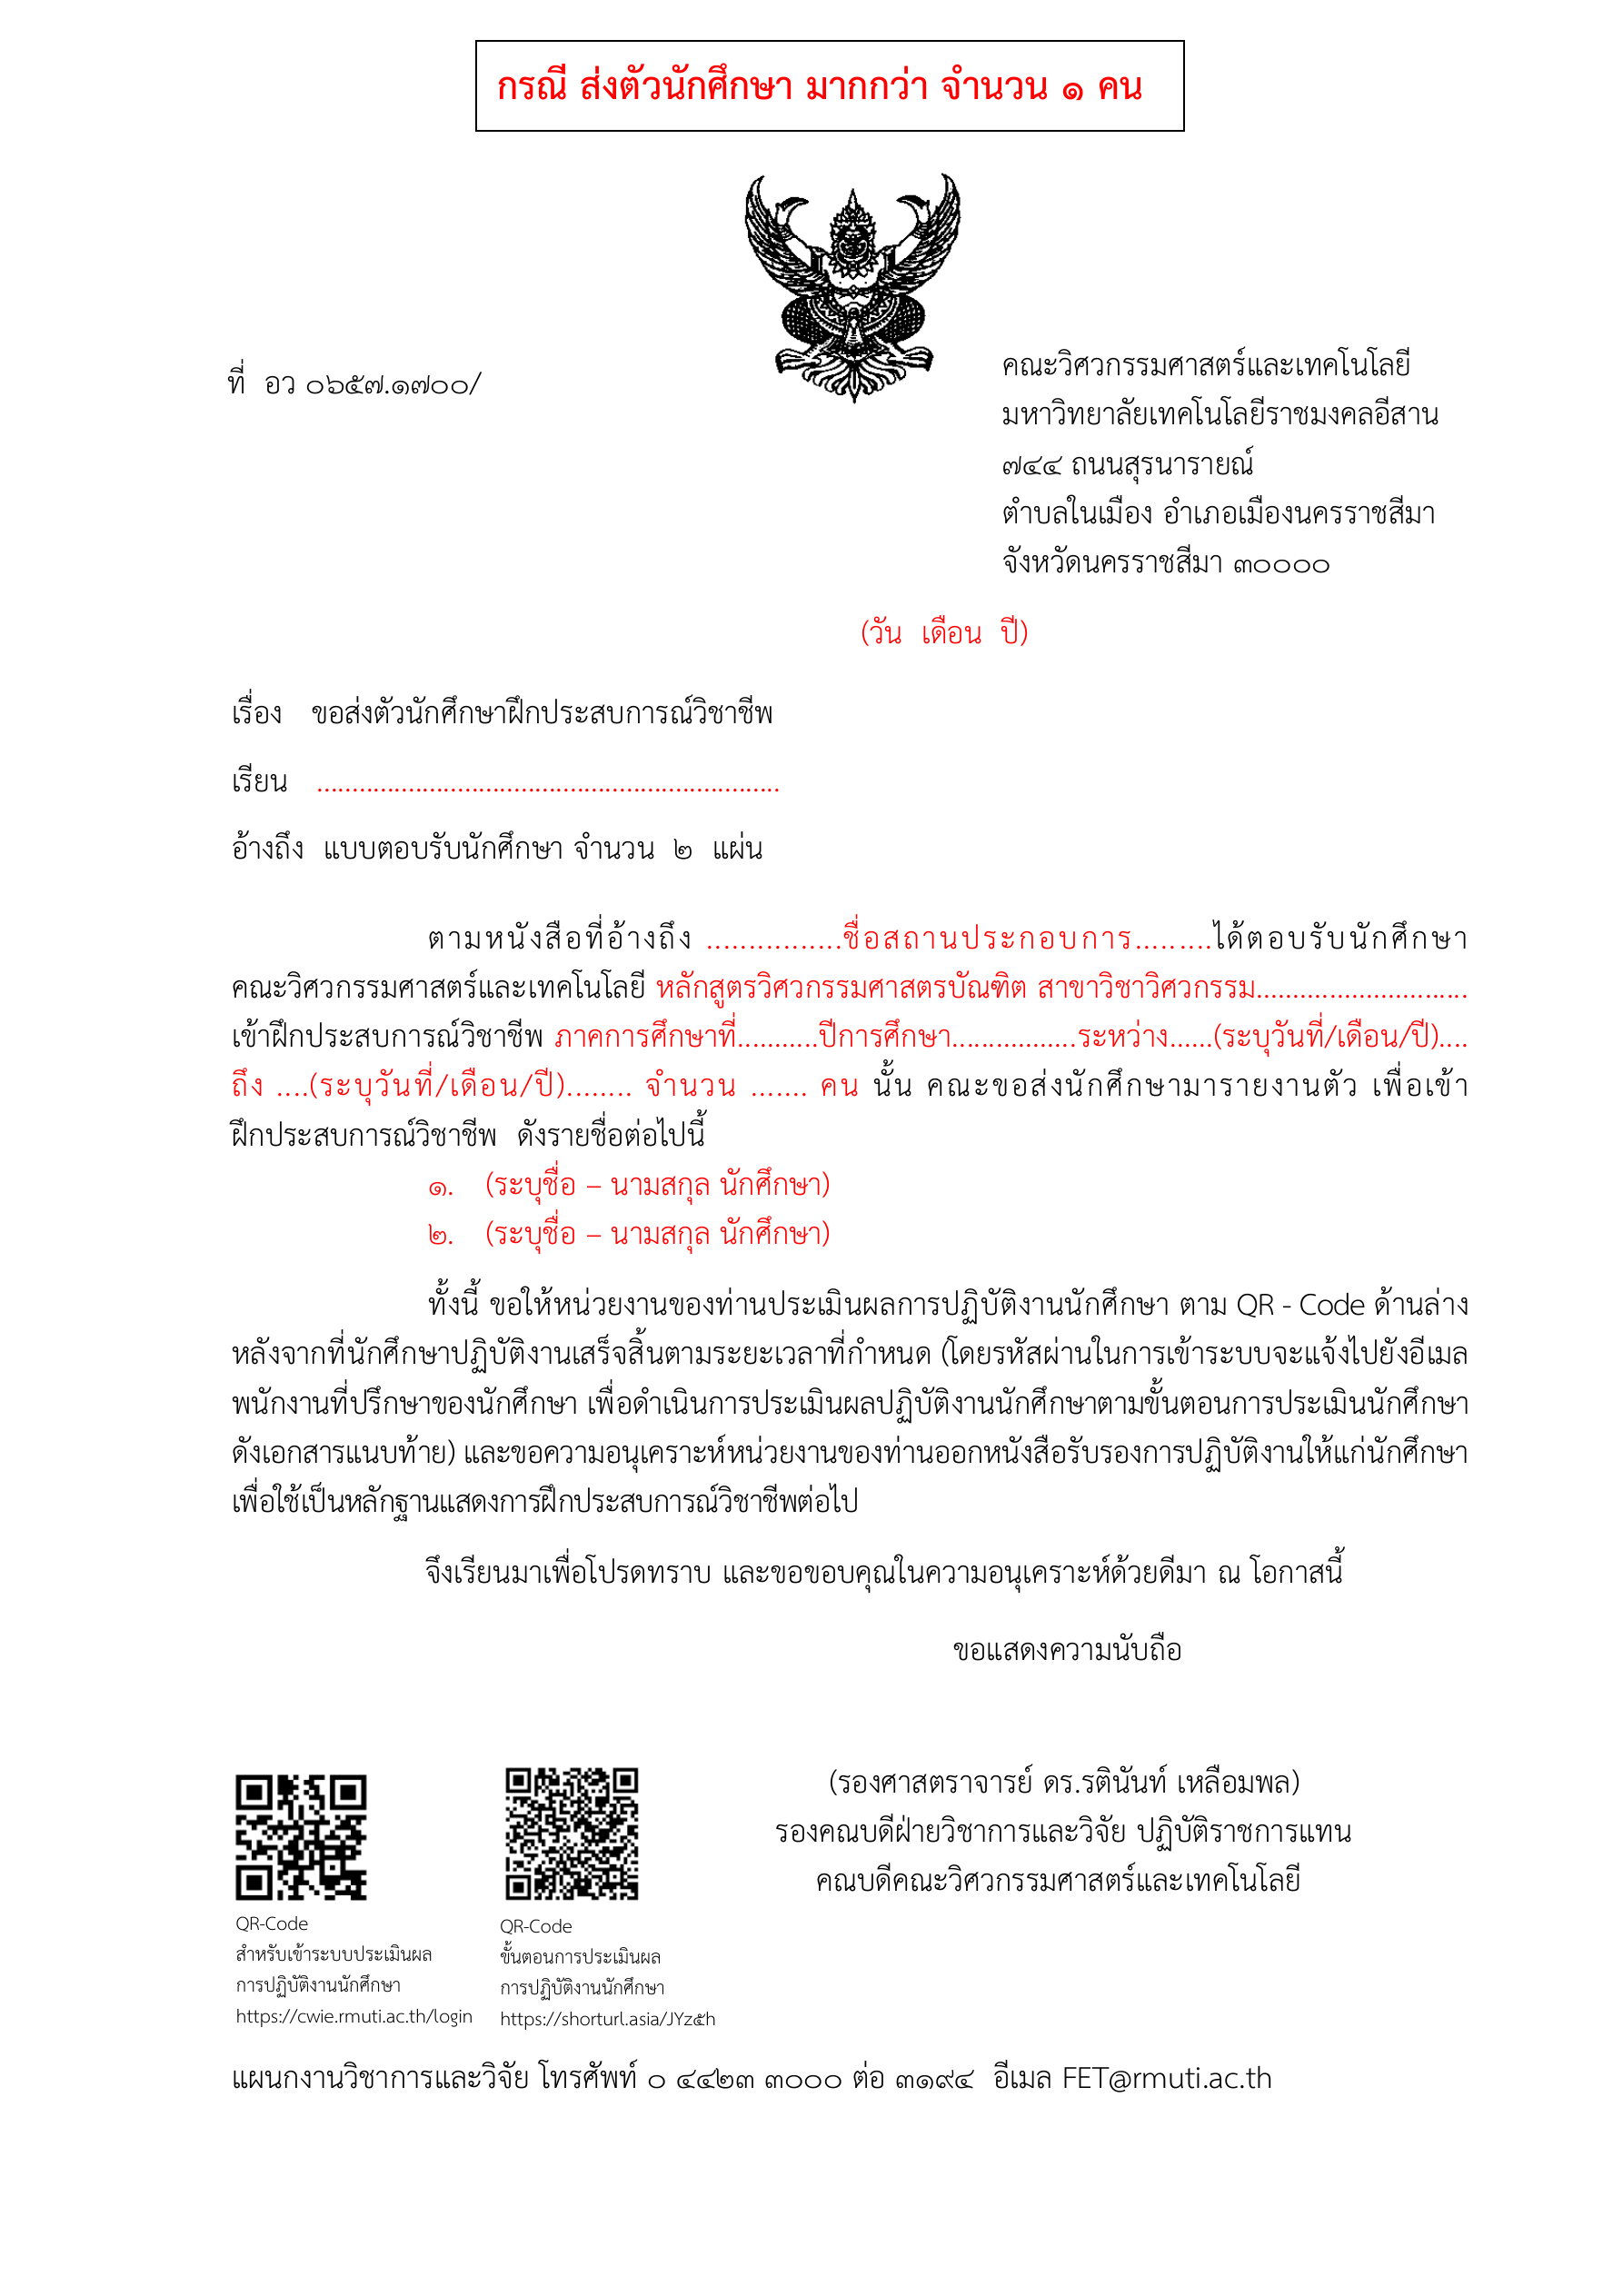 กรณี ส่งตัวนักศึกษา มากกว่า จำนวน ๑ คน
ที่  อว ๐๖๕๗.๑๗๐๐/
คณะวิศวกรรมศาสตร์และเทคโนโลยี
มหาวิทยาลัยเทคโนโลยีราชมงคลอีสาน
๗๔๔ ถนนสุรนารายณ์
ตำบลในเมือง อำเภอเมืองนครราชสีมา
จังหวัดนครราชสีมา ๓๐๐๐๐
(วัน  เดือน  ปี)
เรื่อง   ขอส่งตัวนักศึกษาฝึกประสบการณ์วิชาชีพ
เรียน   ..................................................................
อ้างถึง  แบบตอบรับนักศึกษา จำนวน  ๒  แผ่น
ตามหนังสือที่อ้างถึง ................ชื่อสถานประกอบการ.........ได้ตอบรับนักศึกษา
คณะวิศวกรรมศาสตร์และเทคโนโลยี หลักสูตรวิศวกรรมศาสตรบัณฑิต สาขาวิชาวิศวกรรม.............................
เข้าฝึกประสบการณ์วิชาชีพ ภาคการศึกษาที่...........ปีการศึกษา.................ระหว่าง......(ระบุวันที่/เดือน/ปี)....
ถึง ....(ระบุวันที่/เดือน/ปี)........ จำนวน ....... คน นั้น คณะขอส่งนักศึกษามารายงานตัว เพื่อเข้า
ฝึกประสบการณ์วิชาชีพ  ดังรายชื่อต่อไปนี้
๑.   (ระบุชื่อ – นามสกุล นักศึกษา)
๒.   (ระบุชื่อ – นามสกุล นักศึกษา)
ทั้งนี้ ขอให้หน่วยงานของท่านประเมินผลการปฏิบัติงานนักศึกษา ตาม QR - Code ด้านล่าง
หลังจากที่นักศึกษาปฏิบัติงานเสร็จสิ้นตามระยะเวลาที่กำหนด (โดยรหัสผ่านในการเข้าระบบจะแจ้งไปยังอีเมล
พนักงานที่ปรึกษาของนักศึกษา เพื่อดำเนินการประเมินผลปฏิบัติงานนักศึกษาตามขั้นตอนการประเมินนักศึกษา
ดังเอกสารแนบท้าย) และขอความอนุเคราะห์หน่วยงานของท่านออกหนังสือรับรองการปฏิบัติงานให้แก่นักศึกษา
เพื่อใช้เป็นหลักฐานแสดงการฝึกประสบการณ์วิชาชีพต่อไป
จึงเรียนมาเพื่อโปรดทราบ และขอขอบคุณในความอนุเคราะห์ด้วยดีมา ณ โอกาสนี้
ขอแสดงความนับถือ
(รองศาสตราจารย์ ดร.รตินันท์ เหลือมพล)
รองคณบดีฝ่ายวิชาการและวิจัย ปฏิบัติราชการแทน
คณบดีคณะวิศวกรรมศาสตร์และเทคโนโลยี
QR-Code
สำหรับเข้าระบบประเมินผล
การปฏิบัติงานนักศึกษา
https://cwie.rmuti.ac.th/login
QR-Code
ขั้นตอนการประเมินผล
การปฏิบัติงานนักศึกษา
https://shorturl.asia/JYz๕h
แผนกงานวิชาการและวิจัย โทรศัพท์ ๐ ๔๔๒๓ ๓๐๐๐ ต่อ ๓๑๙๔  อีเมล FET@rmuti.ac.th